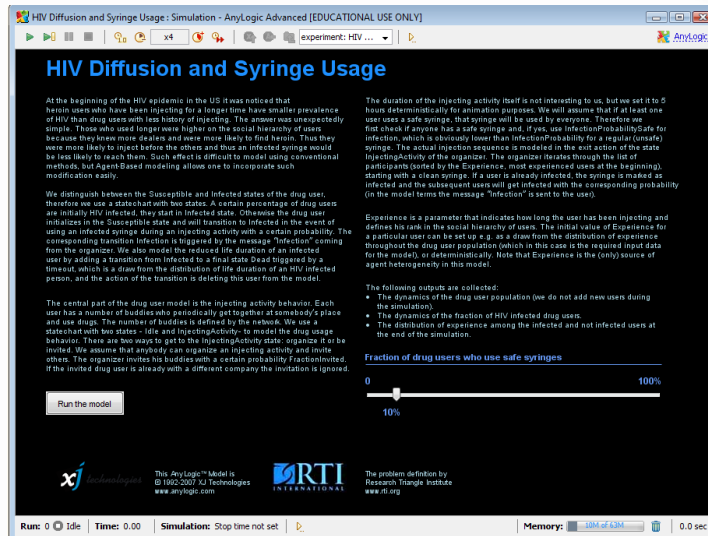 HIV Diffusion and Syringe Usage : Simulation - AnyLogic Advanced [EDUCATIONAL USE ONLY]
x4
experiment: HIV ...
AnyLogic
HIV Diffusion and Syringe Usage
At the beginning of the HIV epidemic in the US it was noticed that
heroin users who have been injecting for a longer time have smaller prevalence
of HIV than drug users with less history of injecting. The answer was unexpectedly
simple. Those who used longer were higher on the social hierarchy of users
because they knew more dealers and were more likely to find heroin. Thus they
were more likely to inject before the others and thus an infected syringe would
be less likely to reach them. Such effect is difficult to model using conventional
methods, but Agent-Based modeling allows one to incorporate such
modification easily.
We distinguish between the Susceptible and Infected states of the drug user,
therefore we use a statechart with two states. A certain percentage of drug users
are initially HIV infected, they start in Infected state. Otherwise the drug user
initializes in the Susceptible state and will transition to Infected in the event of
using an infected syringe during an injecting activity with a certain probability. The
corresponding transition Infection is triggered by the message "Infection" coming
from the organizer. We also model the reduced life duration of an infected
user by adding a transition from Infected to a final state Dead triggered by a
timeout, which is a draw from the distribution of life duration of an HIV infected
person, and the action of the transition is deleting this user from the model.
The central part of the drug user model is the injecting activity behavior. Each
user has a number of buddies who periodically get together at somebody's place
and use drugs. The number of buddies is defined by the network. We use a
statechart with two states - Idle and InjectingActivity- to model the drug usage
behavior. There are two ways to get to the InjectingActivity state: organize it or be
invited. We assume that anybody can organize an injecting activity and invite
others. The organizer invites his buddies with a certain probability FractionInvited.
If the invited drug user is already with a different company the invitation is ignored.
Run the model
The duration of the injecting activity itself is not interesting to us, but we set it to 5
hours deterministically for animation purposes. We will assume that if at least one
user uses a safe syringe, that syringe will be used by everyone. Therefore we
first check if anyone has a safe syringe and, if yes, use InfectionProbabilitySafe for
infection, which is obviously lower than InfectionProbability for a regular (unsafe)
syringe. The actual injection sequence is modeled in the exit action of the state
InjectingActivity of the organizer. The organizer iterates through the list of
participants (sorted by the Experience, most experienced users at the beginning),
starting with a clean syringe. If a user is already infected, the syringe is marked as
infected and the subsequent users will get infected with the corresponding probability
(in the model terms the message "Infection" is sent to the user).
Experience is a parameter that indicates how long the user has been injecting and
defines his rank in the social hierarchy of users. The initial value of Experience for
a particular user can be set up e.g. as a draw from the distribution of experience
throughout the drug user population (which in this case is the required input data
for the model), or deterministically. Note that Experience is the (only) source of
agent heterogeneity in this model.
The following outputs are collected:
• The dynamics of the drug user population (we do not add new users during
the simulation).
• The dynamics of the fraction of HIV infected drug users.
• The distribution of experience among the infected and not infected users at
the end of the simulation.
Fraction of drug users who use safe syringes
0 100%
10%
xj technologies
This AnyLogic™ Model is
© 1992-2007 XJ Technologies
www.anylogic.com
RTI
INTERNATIONAL
The problem definition by
Research Triangle Institute
www.rti.org
Run: 0 Idle Time: 0.00 Simulation: Stop time not set Memory: 10M of 63M 0.0 sec